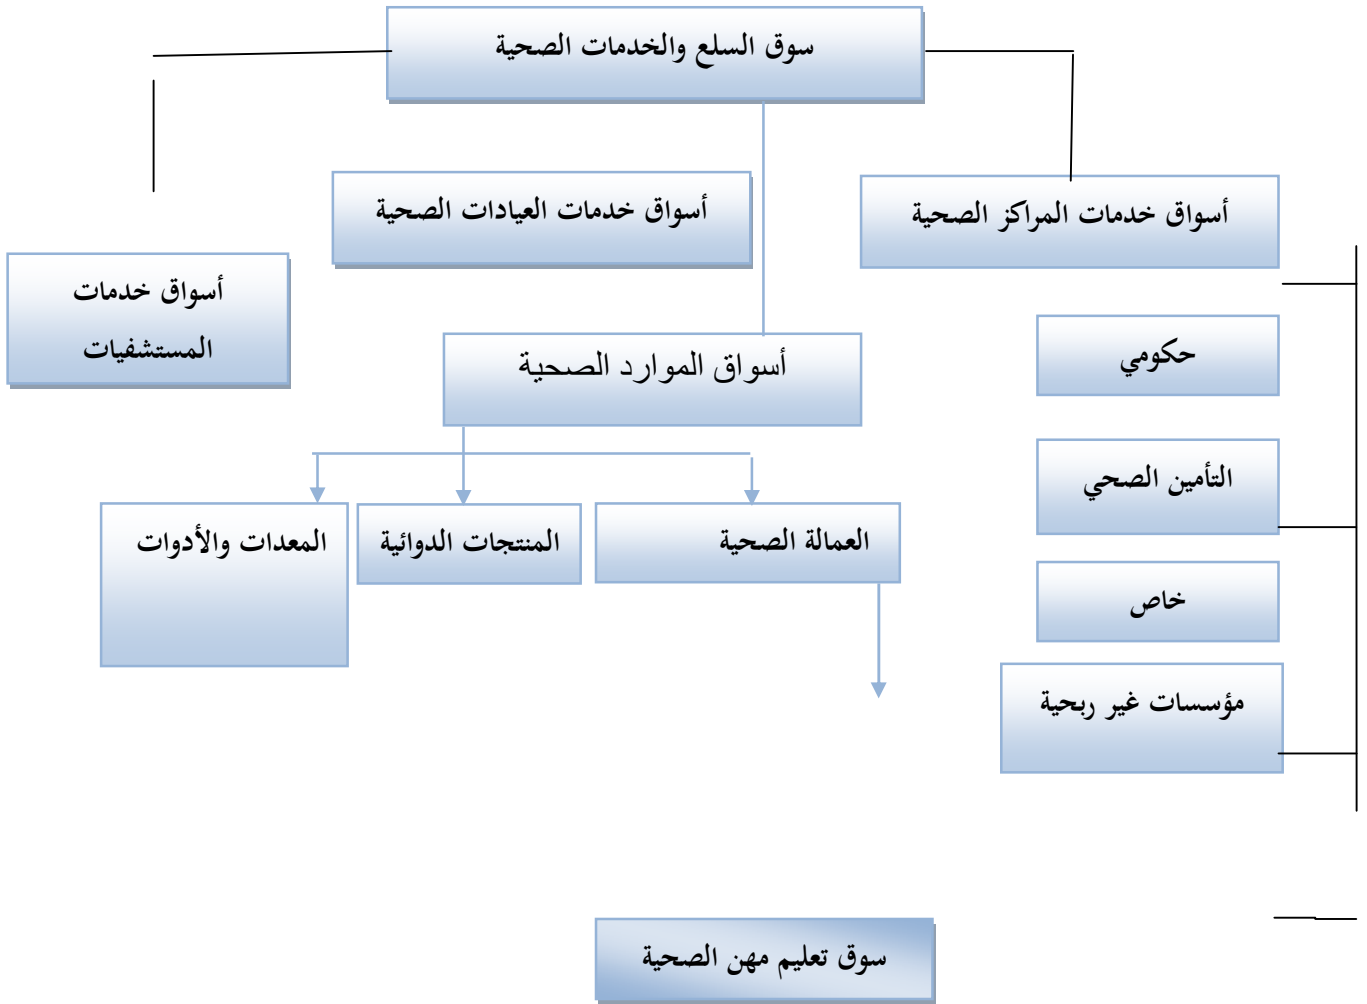 سوق السلع والخدمات الصحية
أسواق خدمات المراكز الصحية
أسواق خدمات العيادات الصحية
أسواق خدمات
المستشفيات
أسواق الموارد الصحية
حكومي
التأمين الصحي
خاص
مؤسسات غير ربحية
العمالة الصحية
المنتجات الدوائية
المعدات والأدوات
سوق تعليم مهن الصحية